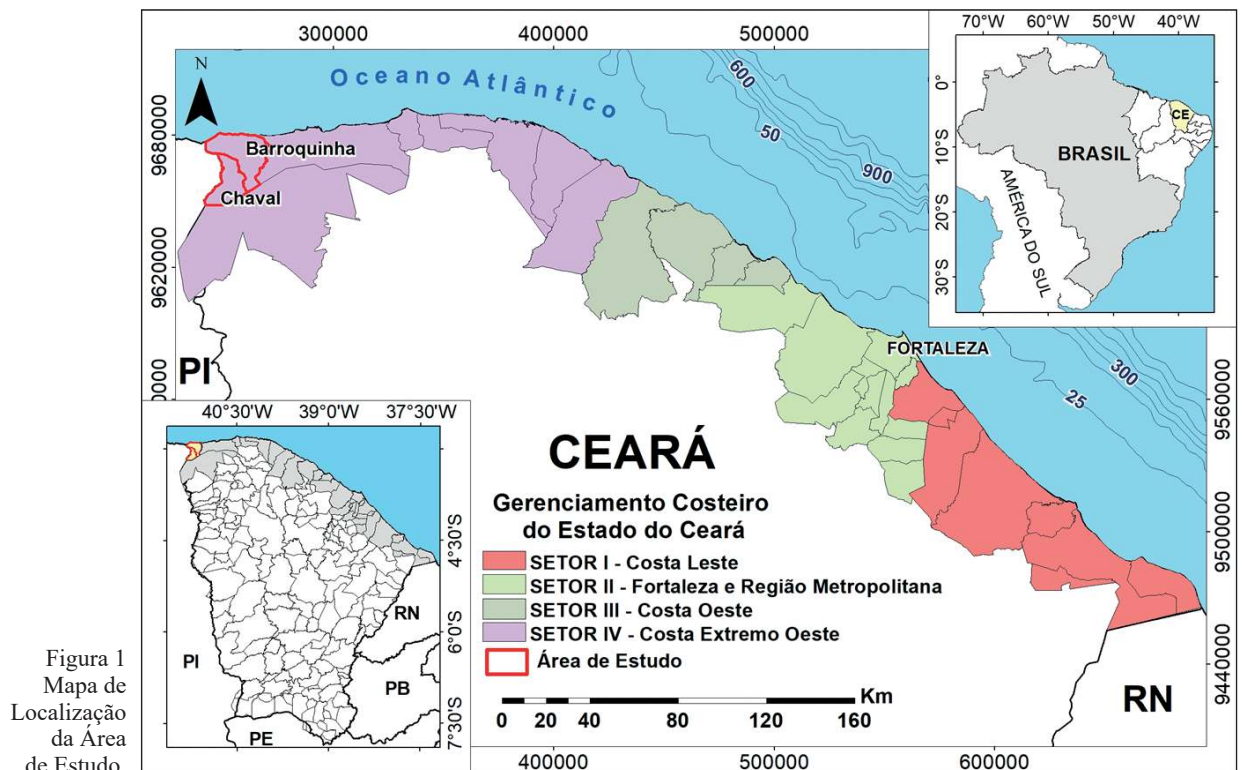 300000 400000 500000
70°W 60°W 50°W 40°W
0°
10°S
20°S
30°S
CE
BRASIL
AMÉRICA DO SUL
N
Oceano Atlântico
600
50
900
9680000
9620000
Barroquinha
Chaval
FORTALEZA
300
25
PI
0000
9560000
9500000
9440000
40°30'W 39°0'W 37°30'W
4°30'S
6°0'S
7°30'S
RN
PI
PB
PE
CEARÁ
Gerenciamento Costeiro
do Estado do Ceará
SETOR I - Costa Leste
SETOR II - Fortaleza e Região Metropolitana
SETOR III - Costa Oeste
SETOR IV - Costa Extremo Oeste
Área de Estudo
Km
0 20 40 80 120 160
RN
400000 500000 600000
Figura 1
Mapa de
Localização
da Área
de Estudo.